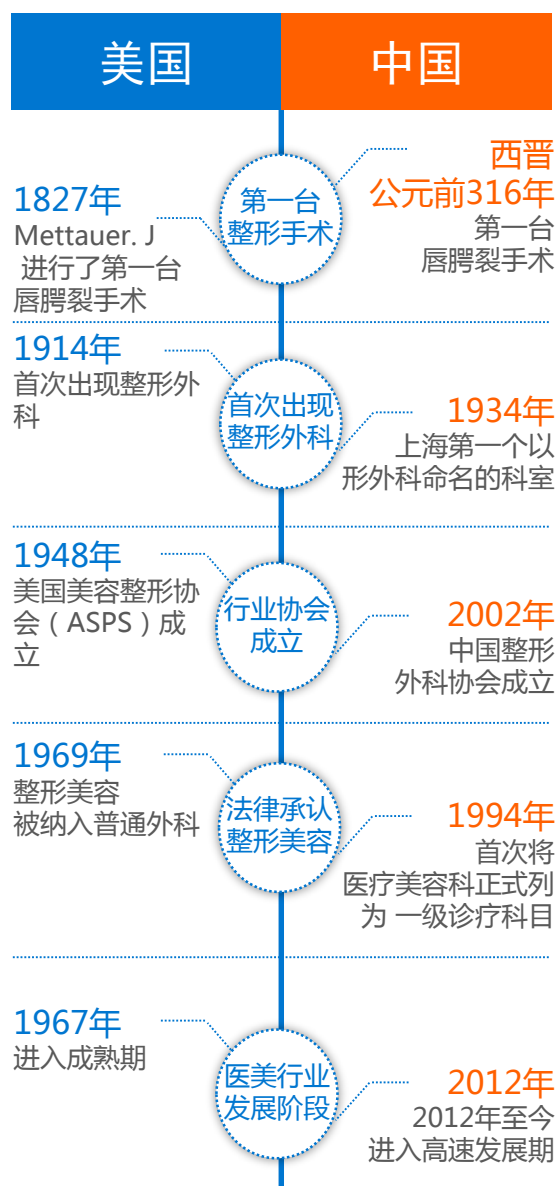 美国
中国
第一台
整形手术
1827年
Mettauer. J
进行了第一台
唇腭裂手术
西晋
公元前316年
第一台
唇腭裂手术
首次出现
整形外科
1914年
首次出现整形外
科
1934年
上海第一个以
形外科命名的科室
行业协会
成立
1948年
美国美容整形协
会（ASPS）成
立
2002年
中国整形
外科协会成立
法律承认
整形美容
1969年
整形美容
被纳入普通外科
1994年
首次将
医疗美容科正式列
为 一级诊疗科目
医美行业
发展阶段
1967年
进入成熟期
2012年
2012年至今
进入高速发展期